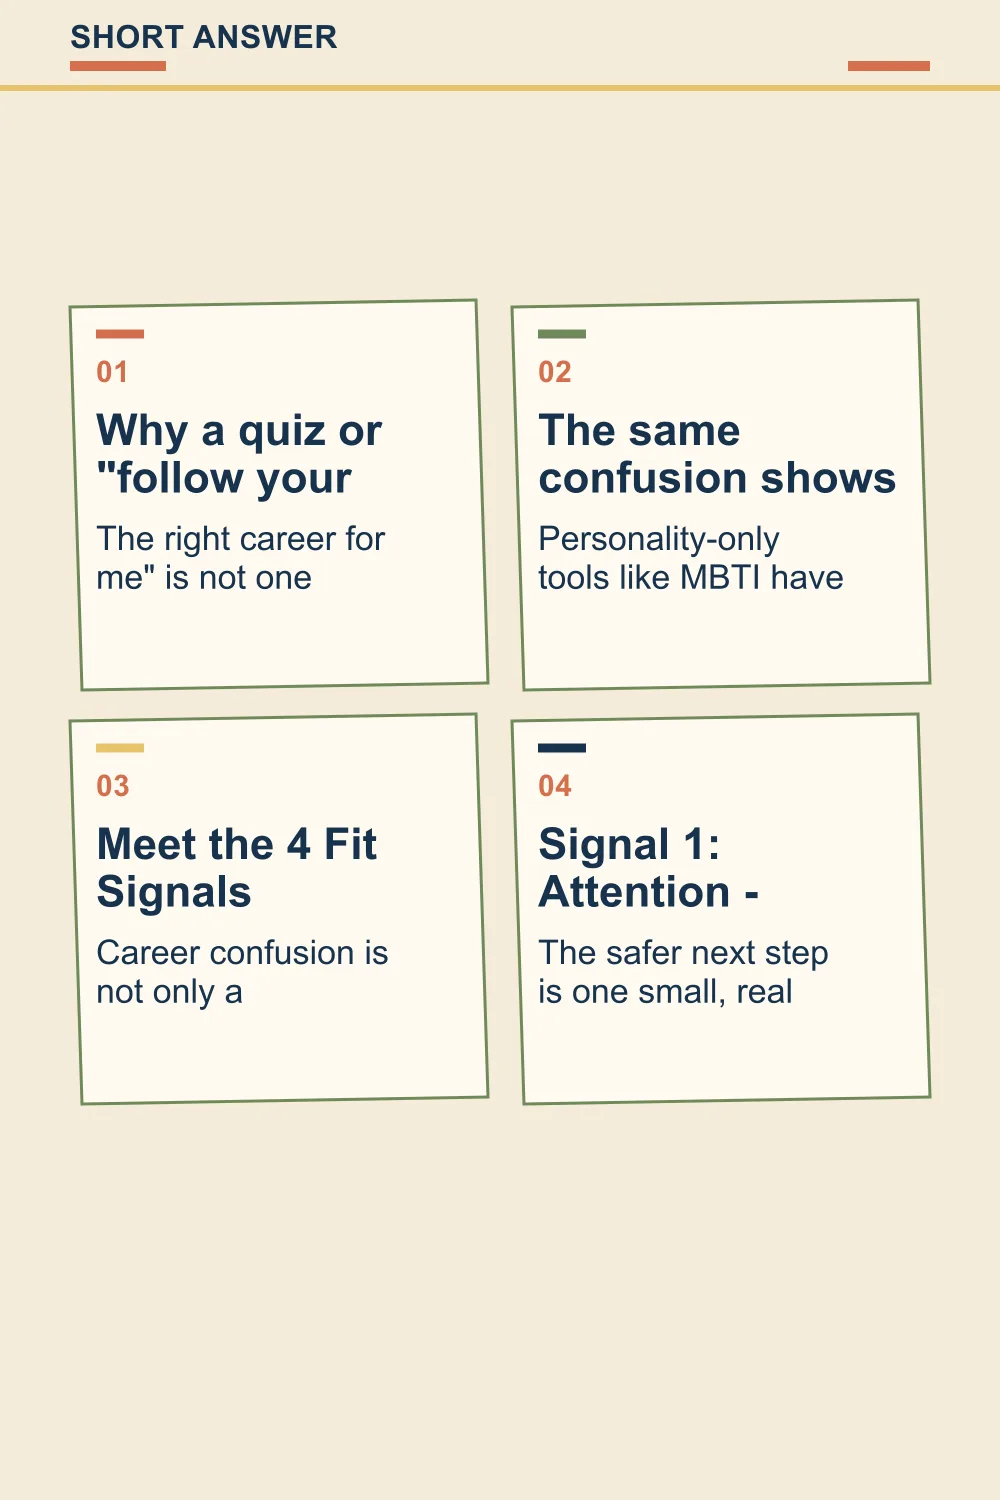 SHORT ANSWER
01
Why a quiz or
"follow your
The right career for
me" is not one
02
The same
confusion shows
Personality-only
tools like MBTI have
03
Meet the 4 Fit
Signals
Career confusion is
not only a
04
Signal 1:
Attention -
The safer next step
is one small, real